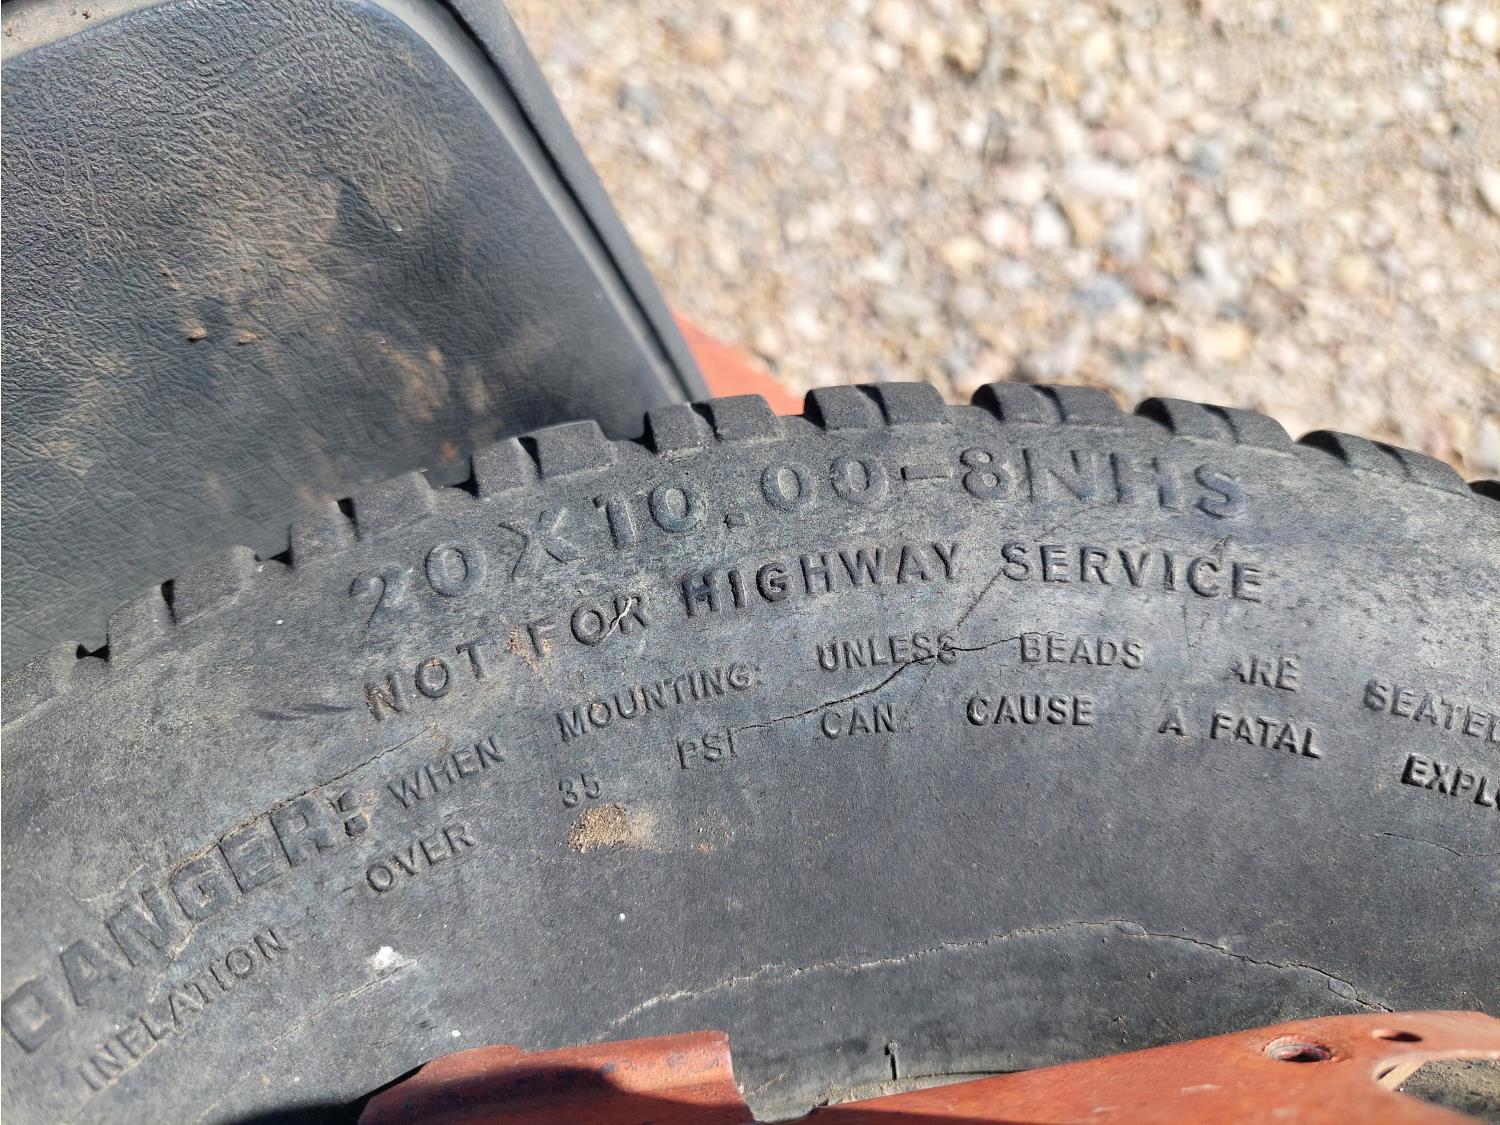 20X10.00-8NHS
NOT FOR HIGHWAY SERVICE
DANGER: WHEN MOUNTING: UNLESS BEADS ARE SEATED
INFLATION OVER 35 PSI CAN CAUSE A FATAL